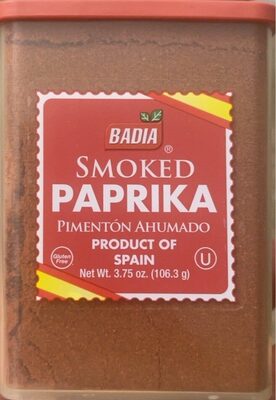 BADIA
®
SMOKED
PAPRIKA
PIMENTÓN AHUMADO
PRODUCT OF
SPAIN
Gluten
Free
U
Net Wt. 3.75 oz. (106.3 g)